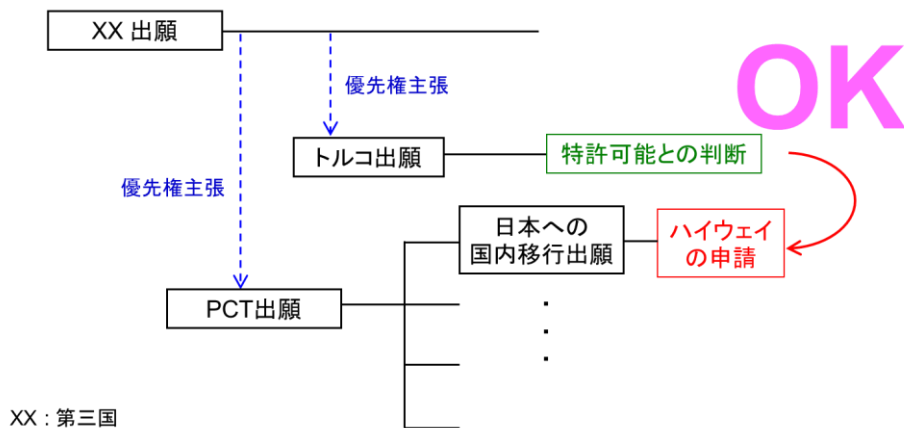 XX 出願
OK
優先権主張
トルコ出願
特許可能との判断
優先権主張
日本への
国内移行出願
ハイウェイ
の申請
PCT出願
XX : 第三国